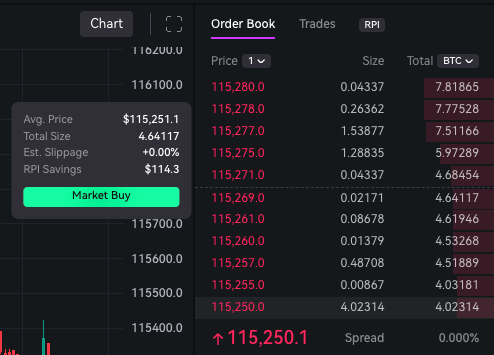 Chart
Order Book
Trades
RPI
116200.0
116100.0
115700.0
115600.0
115500.0
115400.0
Avg. Price $115,251.1
Total Size 4.64117
Est. Slippage +0.00%
RPI Savings $114.3
Market Buy
Price 1 Size Total BTC
115,280.0 0.04337 7.81865
115,278.0 0.26362 7.77528
115,277.0 1.53877 7.51166
115,275.0 1.28835 5.97289
115,271.0 0.04337 4.68454
115,269.0 0.02171 4.64117
115,261.0 0.08678 4.61946
115,260.0 0.01379 4.53268
115,257.0 0.48708 4.51889
115,255.0 0.00867 4.03181
115,250.0 4.02314 4.02314
↑115,250.1 Spread 0.000%